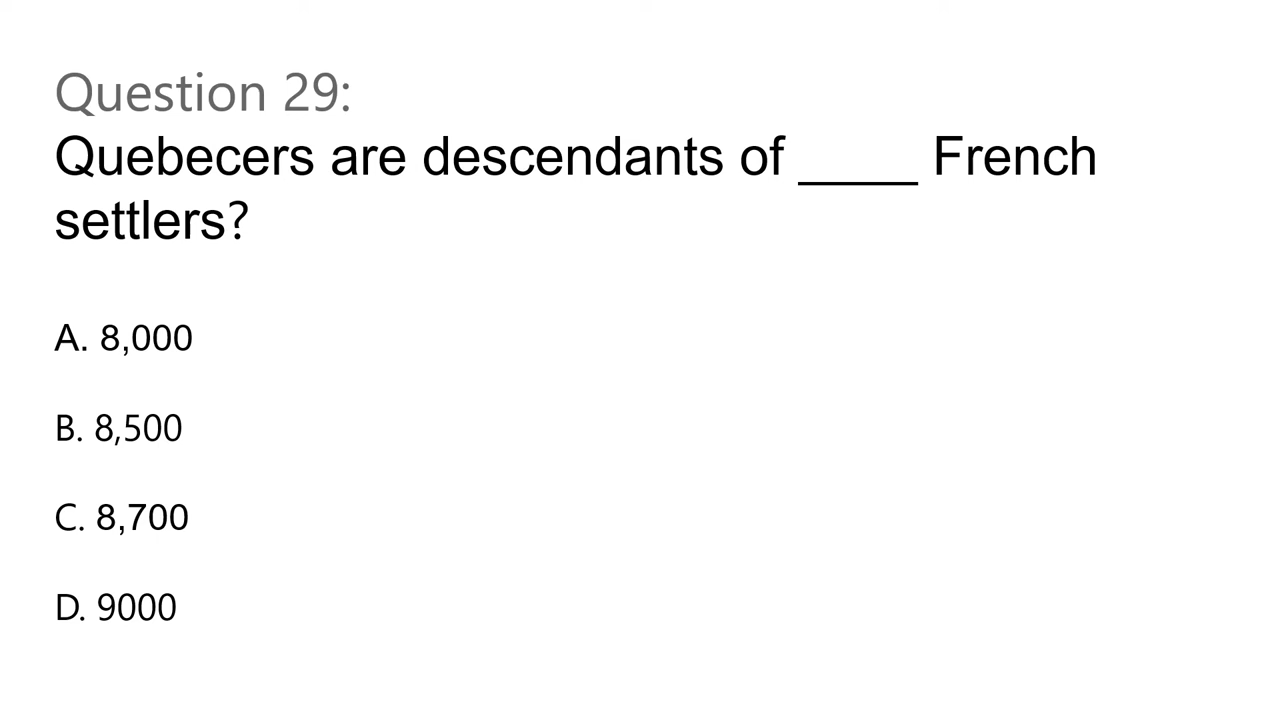 Question 29:
Quebecers are descendants of ____ French
settlers?
A. 8,000
B. 8,500
C. 8,700
D. 9000